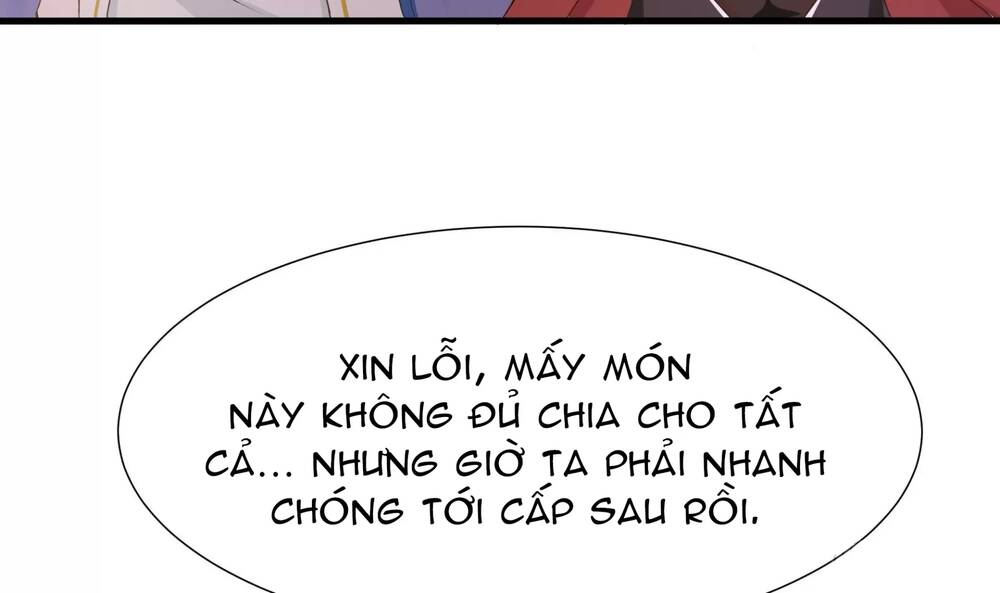 XIN LỖI, MẤY MÓN
NÀY KHÔNG ĐỦ CHIA CHO TẤT
CẢ... NHƯNG GIỜ TA PHẢI NHANH
CHÓNG TỚI CẤP SAU RỒI.